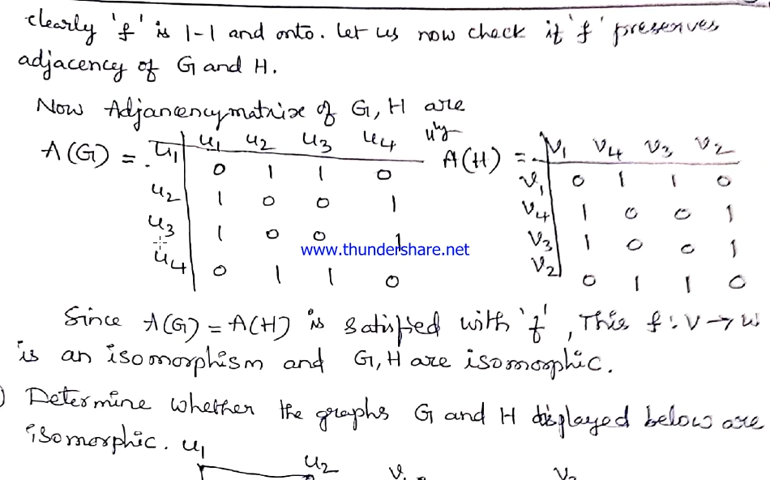 clearly 'f' is 1-1 and onto. Let us now check if 'f' preserves
adjacency of G and H.
Now Adjancencymatrix of G, H are
A(G) = u1 u2 u3 u4
u1 0 1 1 0
u2 1 0 0 1
u3 1 0 0 1
u4 0 1 1 0
uly A(H) = v1 v4 v3 v2
v1 0 1 1 0
v4 1 0 0 1
v3 1 0 0 1
v2 0 1 1 0
www.thundershare.net
Since A(G) = A(H) is satisfied with 'f', This f: V → W
is an isomorphism and G, H are isomorphic.
) Determine whether the graphs G and H displayed below are
isomorphic. u1
u2 v1 v2